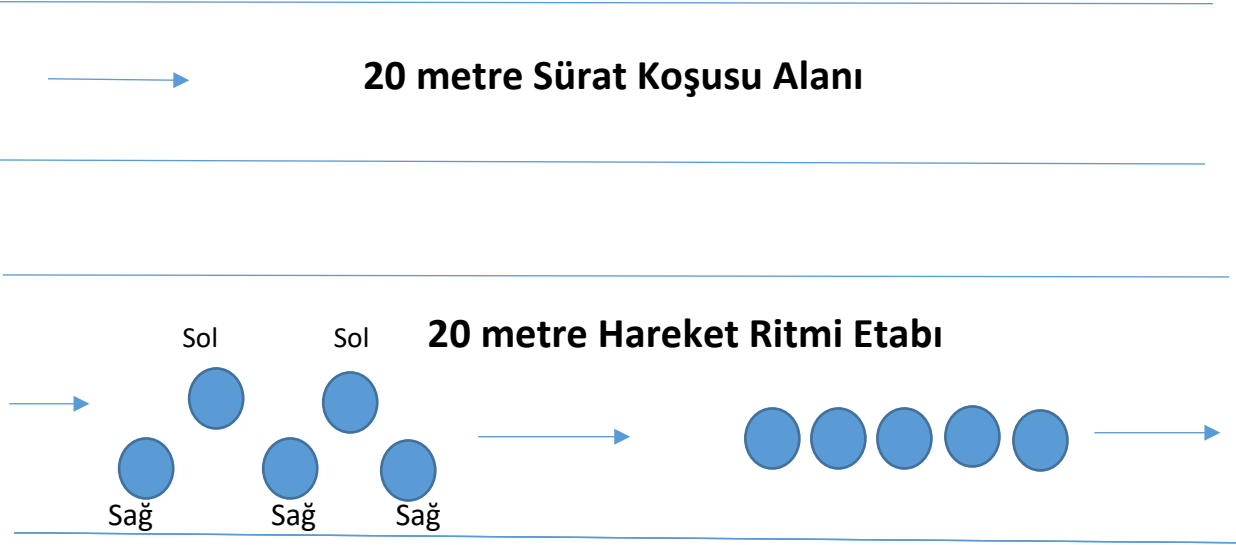 20 metre Sürat Koşusu Alanı
Sol Sol 20 metre Hareket Ritmi Etabı
Sağ Sağ Sağ